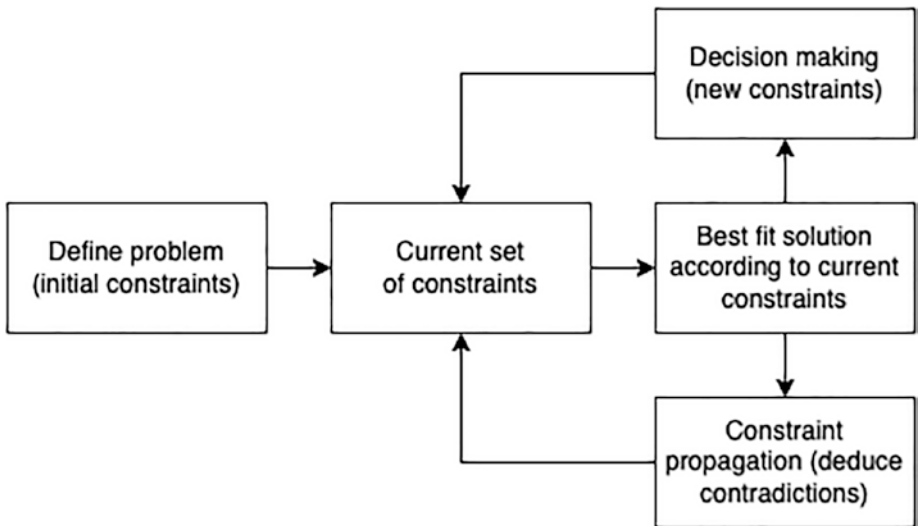 Decision making
(new constraints)
Define problem
(initial constraints)
Current set
of constraints
Best fit solution
according to current
constraints
Constraint
propagation (deduce
contradictions)